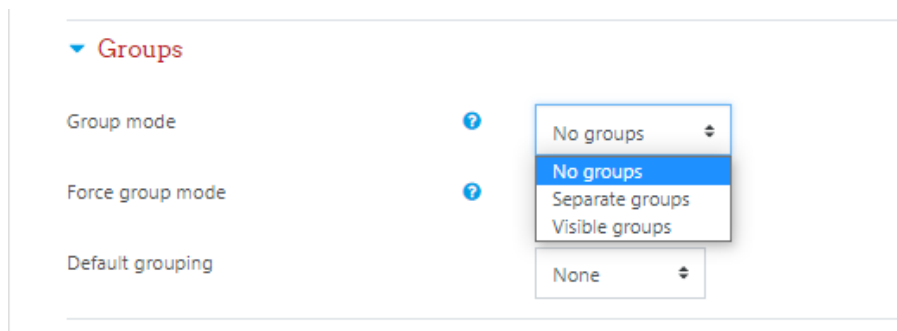 Groups
Group mode
No groups
No groups
Separate groups
Visible groups
Force group mode
Default grouping
None